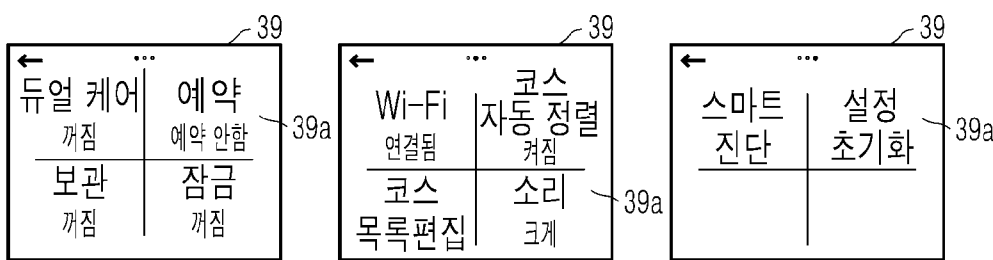 39
←
듀얼 케어
꺼짐
예약
예약 안함
보관
꺼짐
잠금
꺼짐
39a
39
←
Wi-Fi
연결됨
코스
자동 정렬
켜짐
코스
목록편집
소리
크게
39a
39
←
스마트
진단
설정
초기화
39a